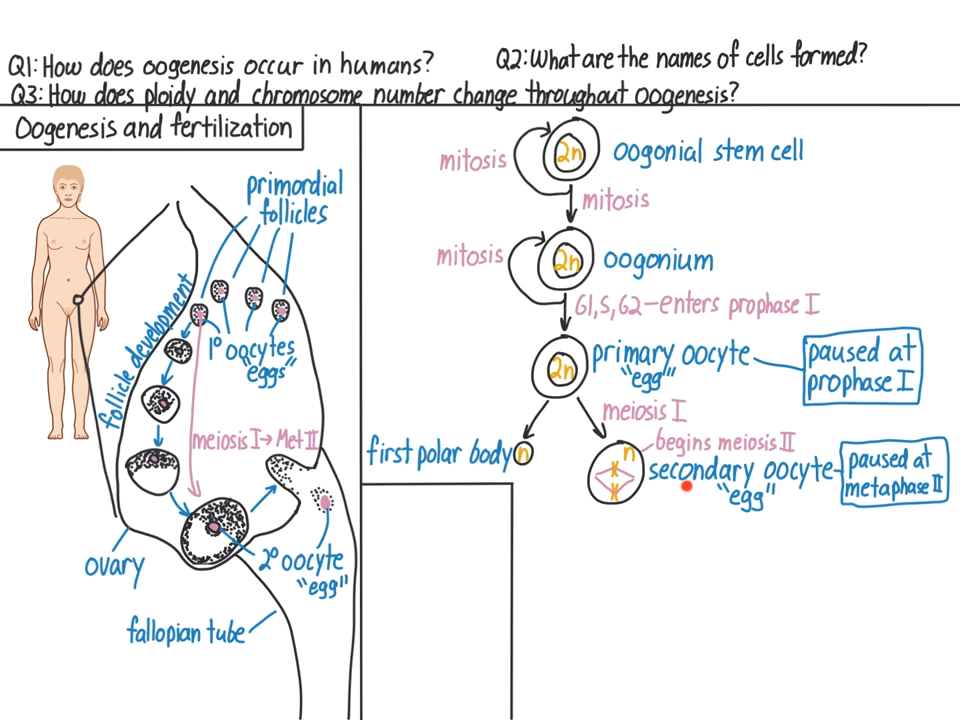 Q1: How does oogenesis occur in humans?
Q2: What are the names of cells formed?
Q3: How does ploidy and chromosome number change throughout oogenesis?
Oogenesis and fertilization
primordial
follicles
follicle development
1° oocytes
"eggs"
meiosis I→Met II
ovary
2° oocyte
"egg"
fallopian tube
2n
oogonial stem cell
mitosis
mitosis
mitosis
2n
oogonium
G1,S,G2-enters prophase I
2n
primary oocyte
"egg"
paused at
prophase I
meiosis I
first polar body
n
begins meiosis II
n
secondary oocyte
"egg"
paused at
metaphase II